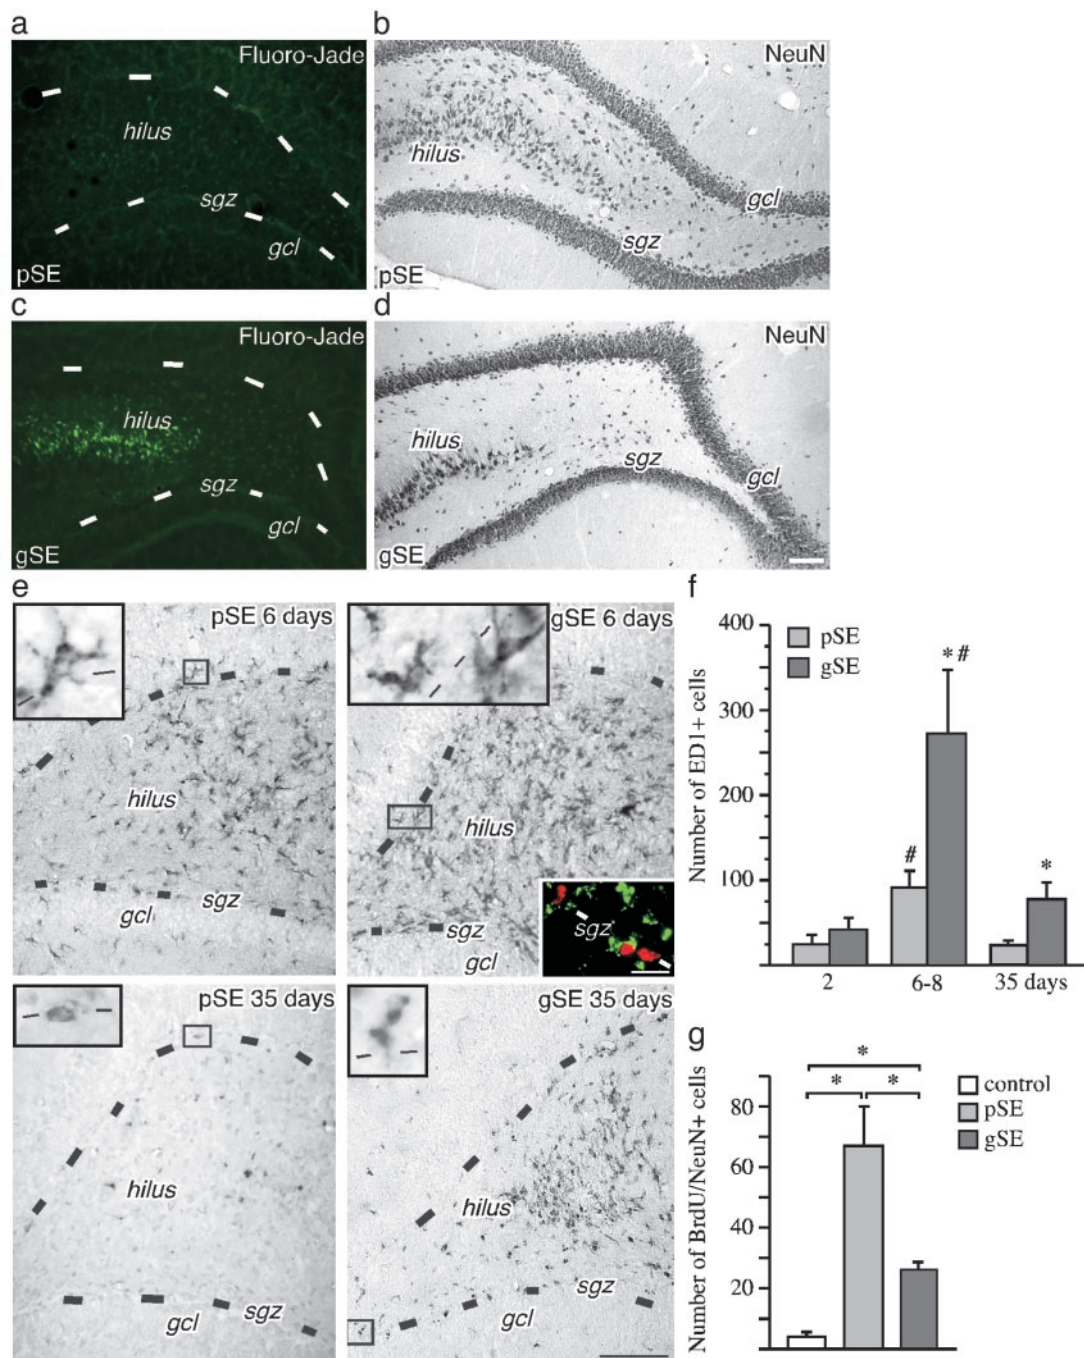 a
Fluoro-Jade
hilus
sgz
gcl
pSE
b
NeuN
hilus
gcl
sgz
pSE
c
Fluoro-Jade
hilus
sgz
gcl
gSE
d
NeuN
hilus
sgz
gcl
gSE
e
pSE 6 days
hilus
sgz
gcl
gSE 6 days
hilus
sgz
gcl
sgz
pSE 35 days
hilus
sgz
gcl
gSE 35 days
hilus
sgz
gcl
f
Number of ED1+ cells
400
300
200
100
pSE
gSE
#
* #
*
2 6-8 35 days
g
Number of BrdU/NeuN+ cells
80
60
40
20
*
* *
control
pSE
gSE